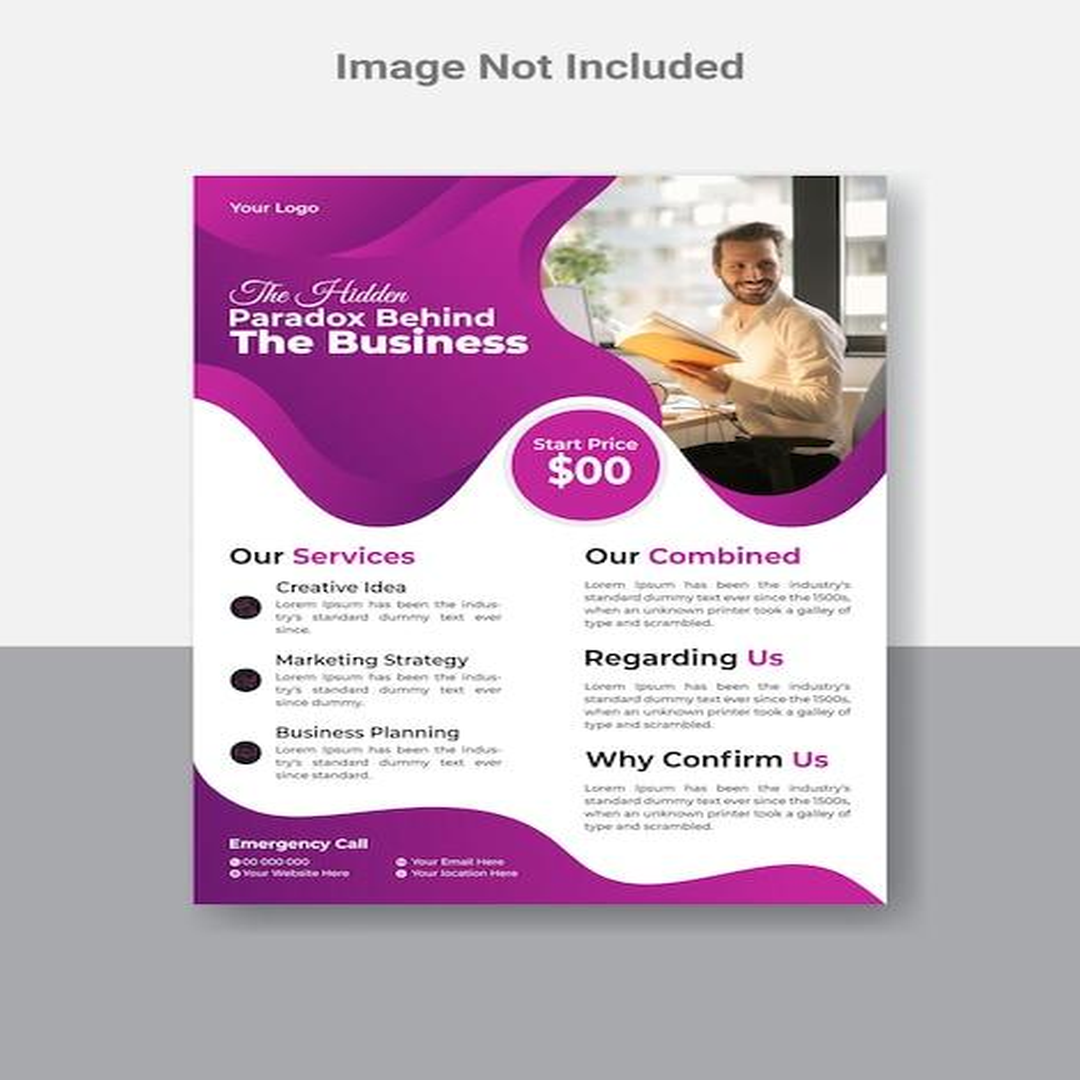 Image Not Included
Your Logo
The Hidden
Paradox Behind
The Business
Start Price
$00
Our Services
Creative Idea
Lorem Ipsum has been the indus-
try's standard dummy text ever
since.
Marketing Strategy
Lorem Ipsum has been the indus-
try's standard dummy text ever
since dummy.
Business Planning
Lorem Ipsum has been the indus-
try's standard dummy text ever
since standard.
Our Combined
Lorem Ipsum has been the industry's
standard dummy text ever since the 1500s,
when an unknown printer took a galley of
type and scrambled.
Regarding Us
Lorem Ipsum has been the industry's
standard dummy text ever since the 1500s,
when an unknown printer took a galley of
type and scrambled.
Why Confirm Us
Lorem Ipsum has been the industry's
standard dummy text ever since the 1500s,
when an unknown printer took a galley of
type and scrambled.
Emergency Call
00 000 000
Your Email Here
Your Website Here
Your location Here